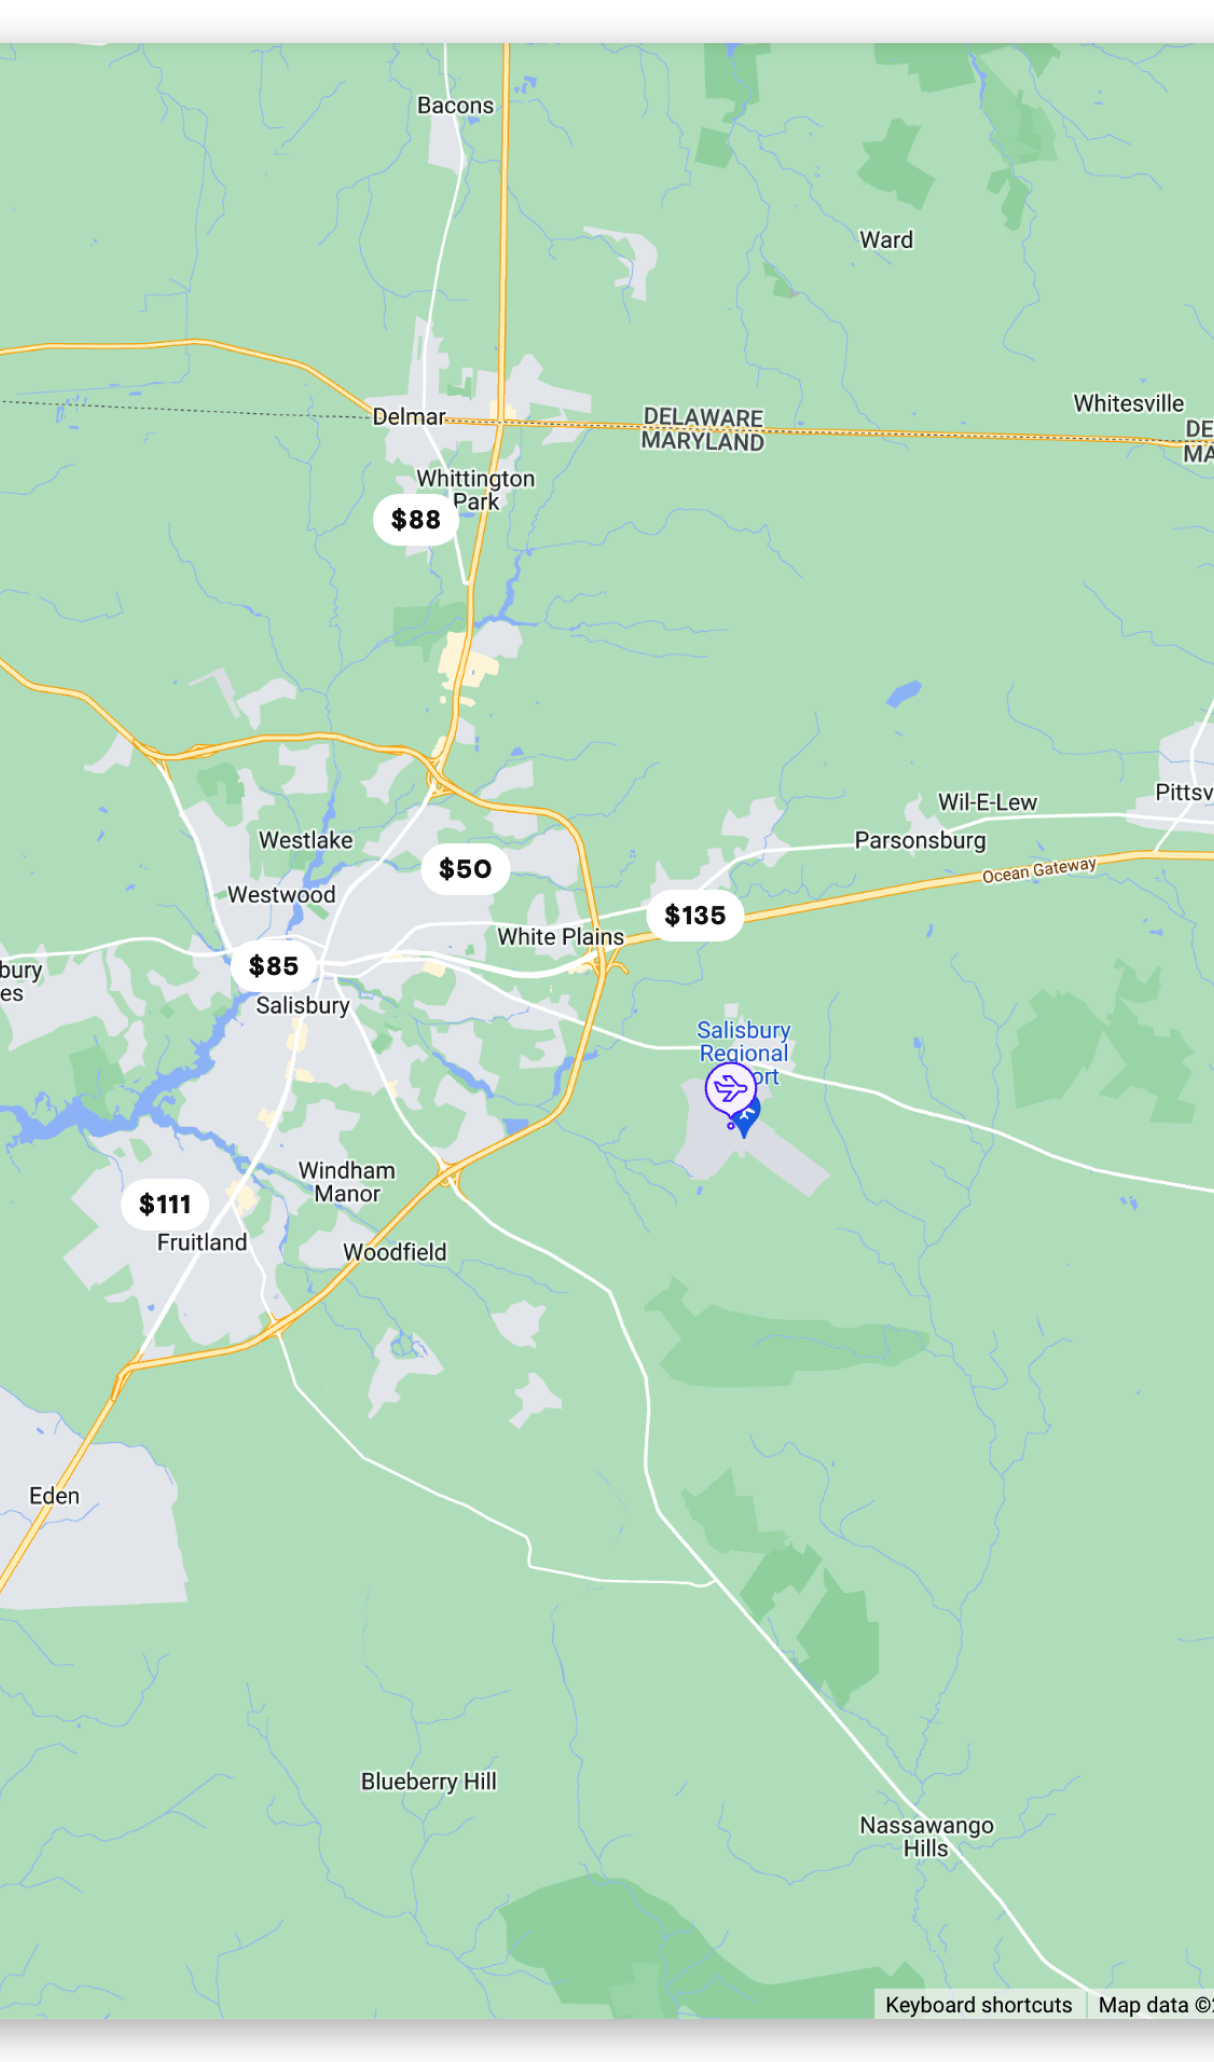 Bacons
Ward
Whitesville
Delmar
DELAWARE
MARYLAND
DE
MA
Whittington
Park
$88
Pittsv
Wil-E-Lew
Parsonsburg
Ocean Gateway
Westlake
$50
Westwood
$135
White Plains
$85
bury
es
Salisbury
Salisbury
Regional
ort
Windham
Manor
$111
Fruitland
Woodfield
Eden
Blueberry Hill
Nassawango
Hills
Keyboard shortcuts
Map data ©